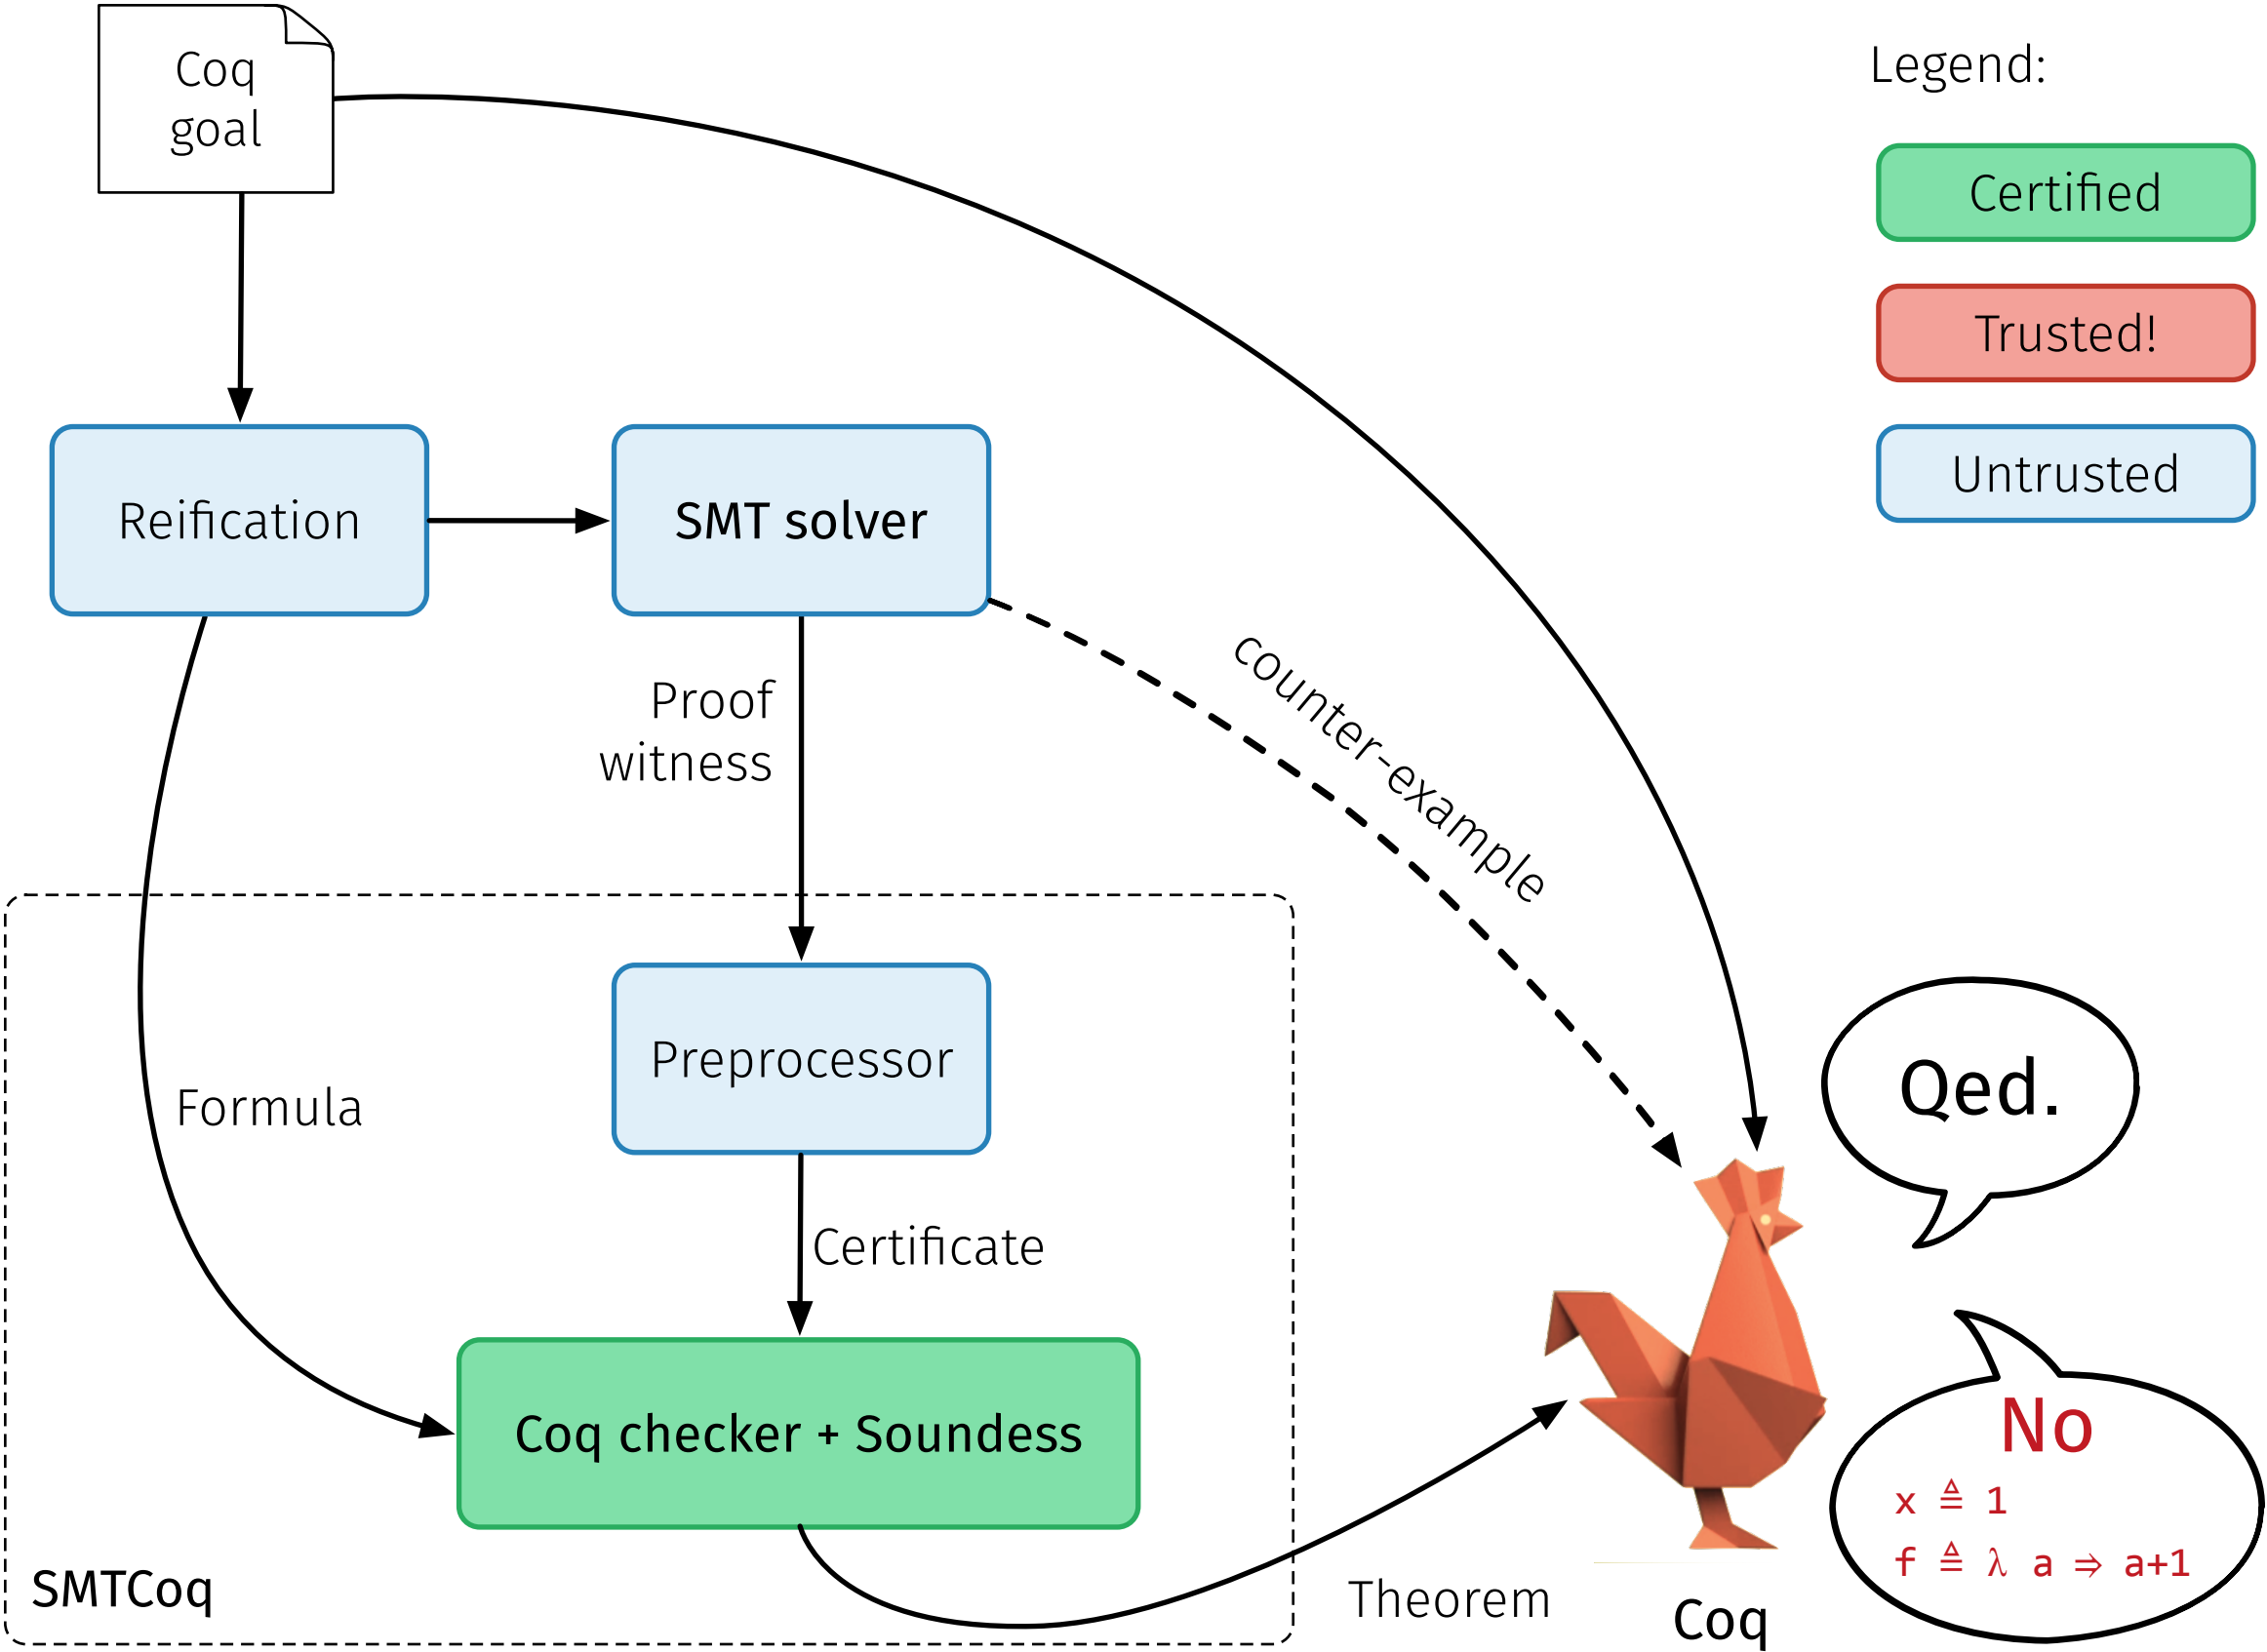 Coq
goal
Legend:
Certified
Trusted!
Untrusted
Reification
SMT solver
Proof
witness
counter-example
Preprocessor
Formula
Certificate
Qed.
Coq checker + Soundess
No
x ≜ 1
f ≜ λ a ⇒ a+1
SMTCoq
Theorem
Coq